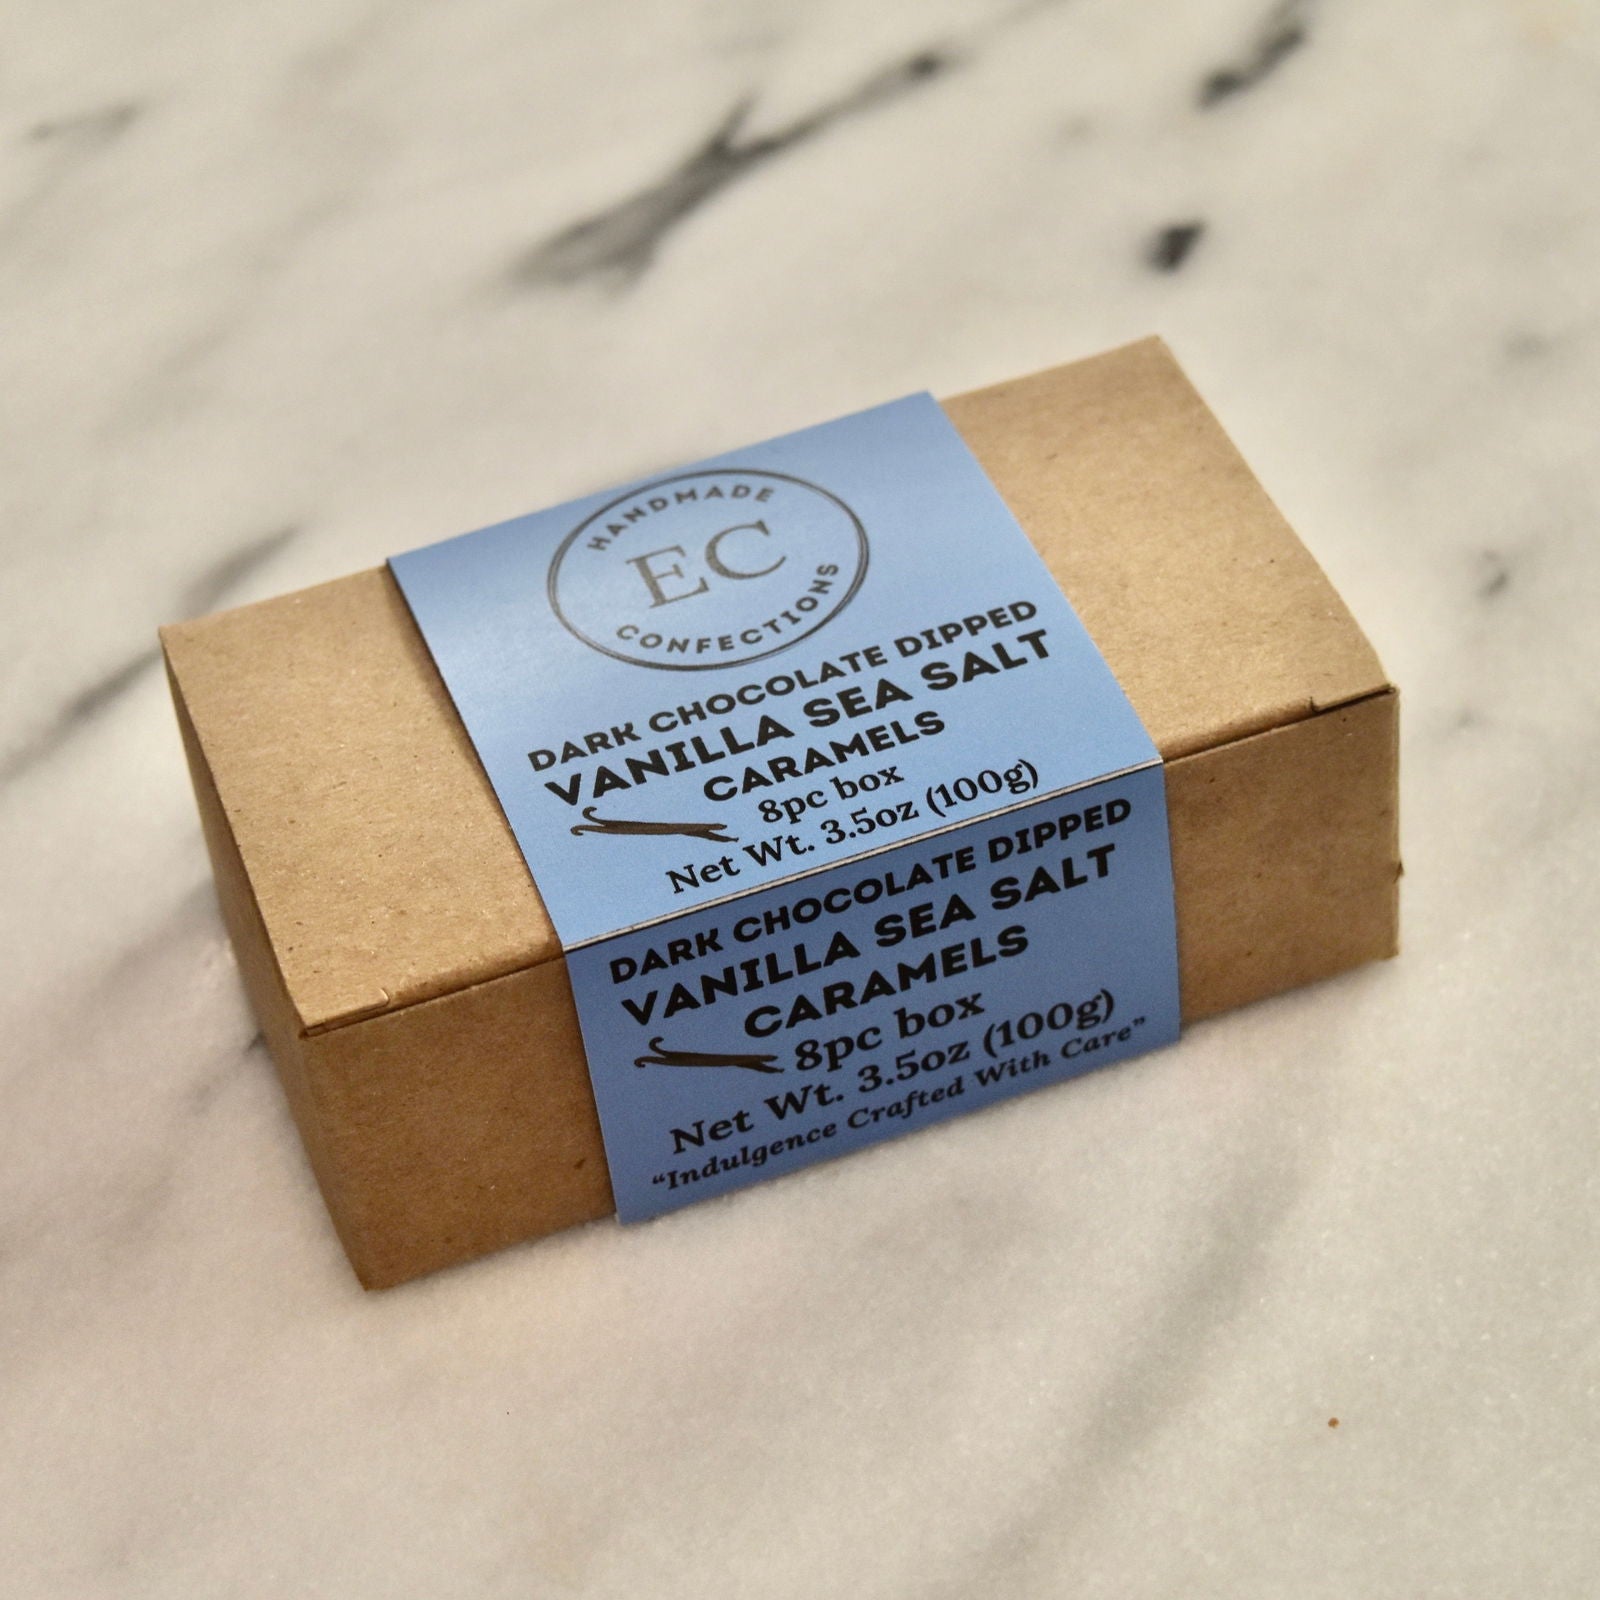 HANDMADE
EC
CONFECTIONS
DARK CHOCOLATE DIPPED
VANILLA SEA SALT
CARAMELS
8pc box
Net Wt. 3.5oz (100g)
DARK CHOCOLATE DIPPED
VANILLA SEA SALT
CARAMELS
8pc box
Net Wt. 3.5oz (100g)
“Indulgence Crafted With Care”